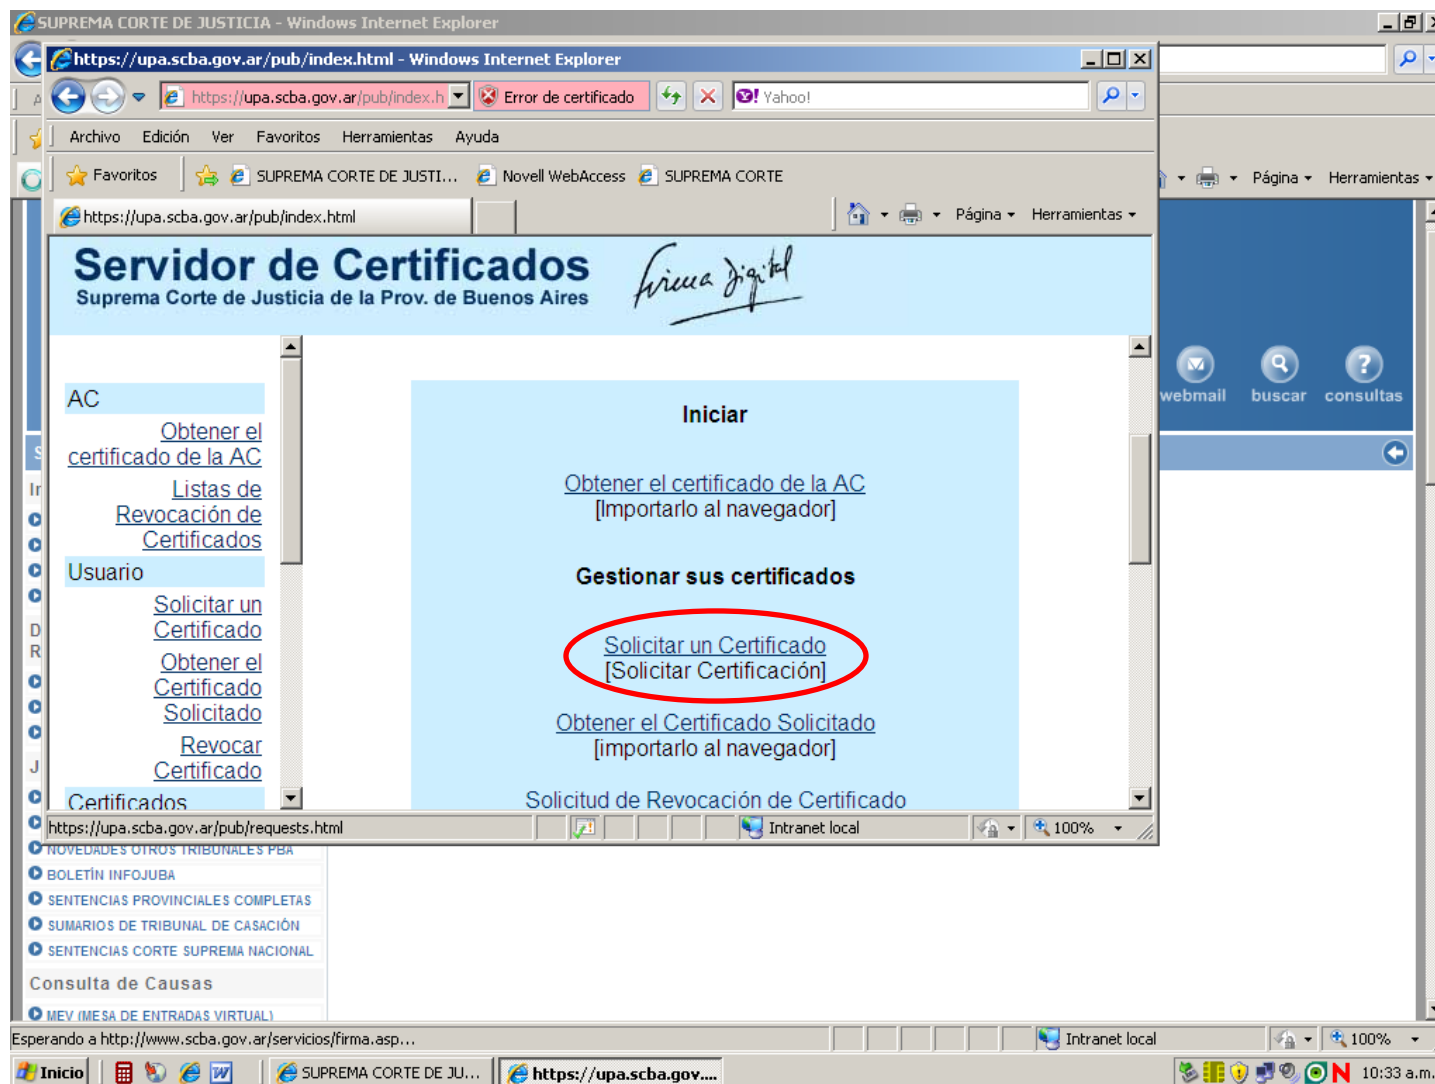 SUPREMA CORTE DE JUSTICIA - Windows Internet Explorer
https://upa.scba.gov.ar/pub/index.html - Windows Internet Explorer
https://upa.scba.gov.ar/pub/index.h
Error de certificado
Yahoo!
Archivo Edición Ver Favoritos Herramientas Ayuda
Favoritos
SUPREMA CORTE DE JUSTI...
Novell WebAccess
SUPREMA CORTE
https://upa.scba.gov.ar/pub/index.html
Página
Herramientas
Página
Herramientas
Servidor de Certificados
Suprema Corte de Justicia de la Prov. de Buenos Aires
Firma Digital
AC
Obtener el
certificado de la AC
Listas de
Revocación de
Certificados
Usuario
Solicitar un
Certificado
Obtener el
Certificado
Solicitado
Revocar
Certificado
Certificados
Iniciar
Obtener el certificado de la AC
[Importarlo al navegador]
Gestionar sus certificados
Solicitar un Certificado
[Solicitar Certificación]
Obtener el Certificado Solicitado
[importarlo al navegador]
Solicitud de Revocación de Certificado
webmail
buscar
consultas
https://upa.scba.gov.ar/pub/requests.html
Intranet local
100%
NOVEDADES OTROS TRIBUNALES PBA
BOLETÍN INFOJUBA
SENTENCIAS PROVINCIALES COMPLETAS
SUMARIOS DE TRIBUNAL DE CASACIÓN
SENTENCIAS CORTE SUPREMA NACIONAL
Consulta de Causas
MEV (MESA DE ENTRADAS VIRTUAL)
Esperando a http://www.scba.gov.ar/servicios/firma.asp...
Intranet local
100%
Inicio
SUPREMA CORTE DE JU...
https://upa.scba.gov....
10:33 a.m.